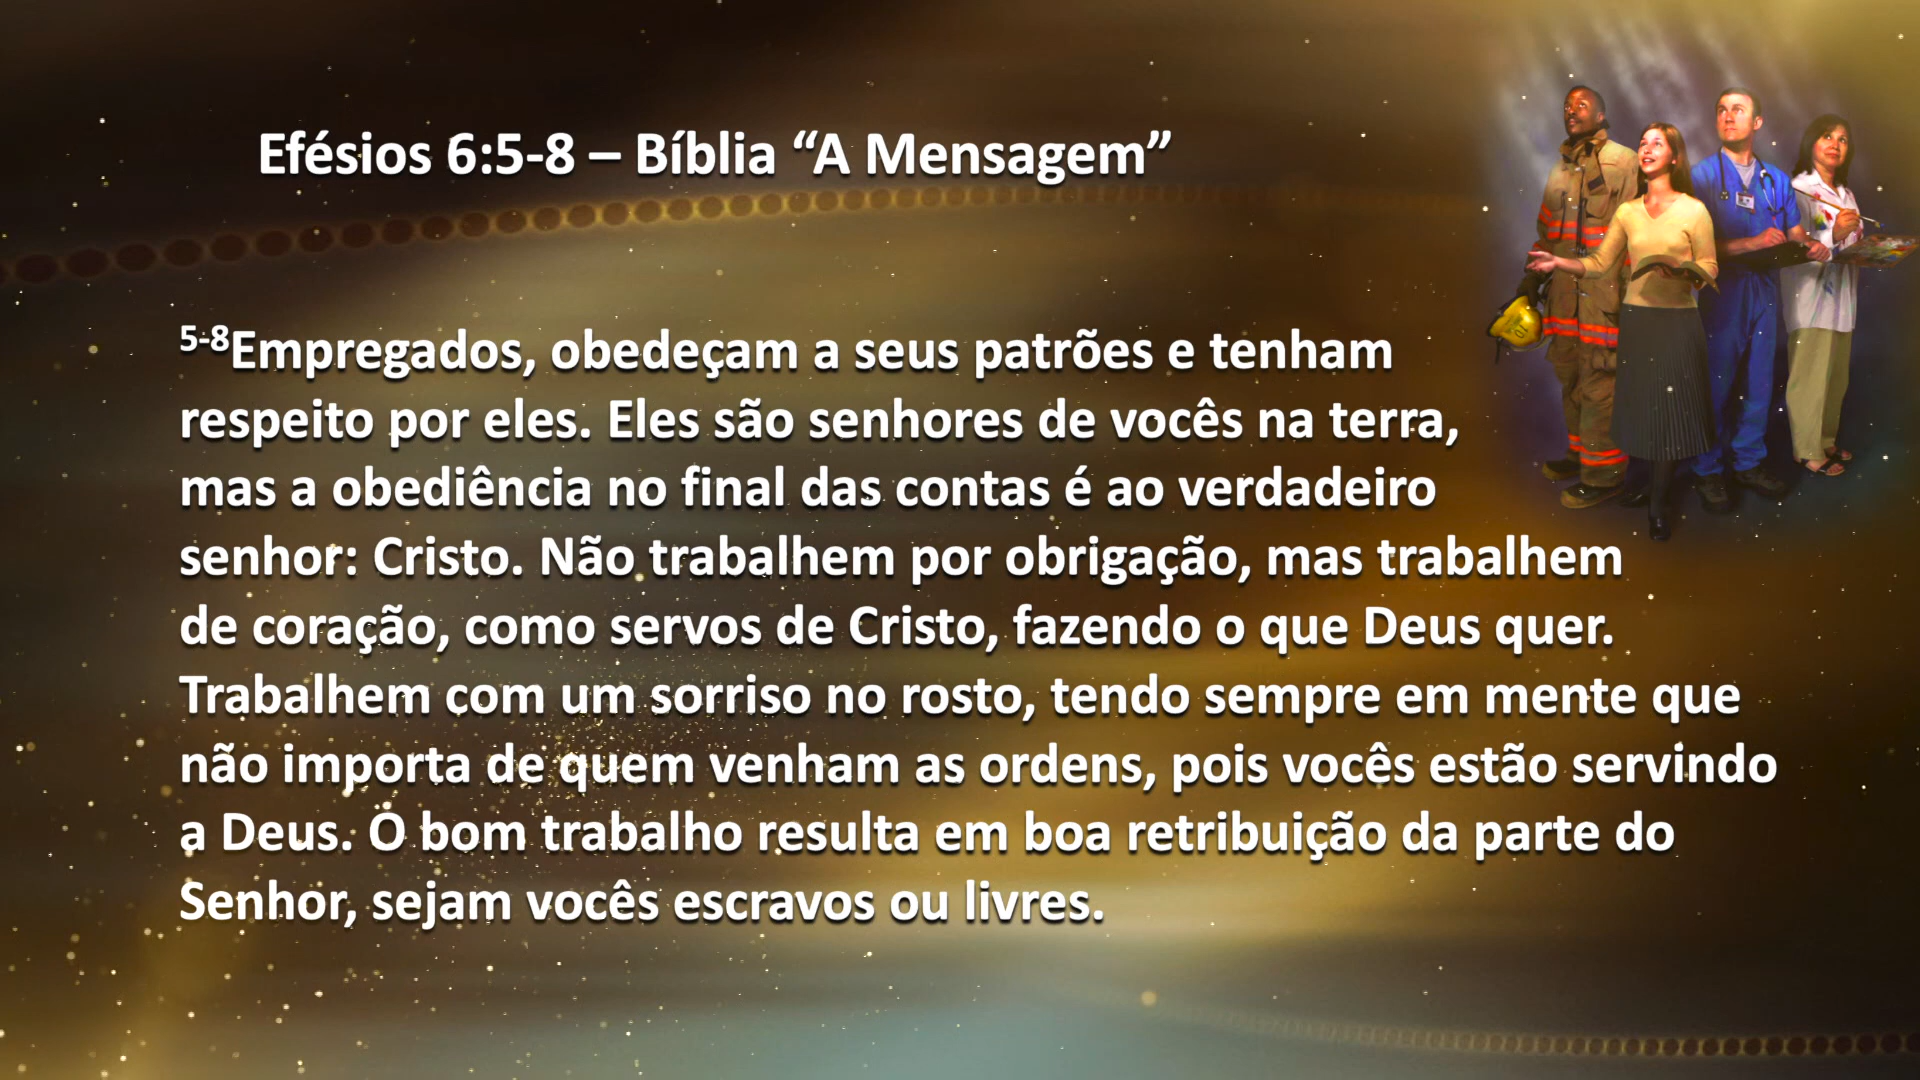 Efésios 6:5-8 – Bíblia “A Mensagem”
5-8Empregados, obedeçam a seus patrões e tenham
respeito por eles. Eles são senhores de vocês na terra,
mas a obediência no final das contas é ao verdadeiro
senhor: Cristo. Não trabalhem por obrigação, mas trabalhem
de coração, como servos de Cristo, fazendo o que Deus quer.
Trabalhem com um sorriso no rosto, tendo sempre em mente que
não importa de quem venham as ordens, pois vocês estão servindo
a Deus. O bom trabalho resulta em boa retribuição da parte do
Senhor, sejam vocês escravos ou livres.